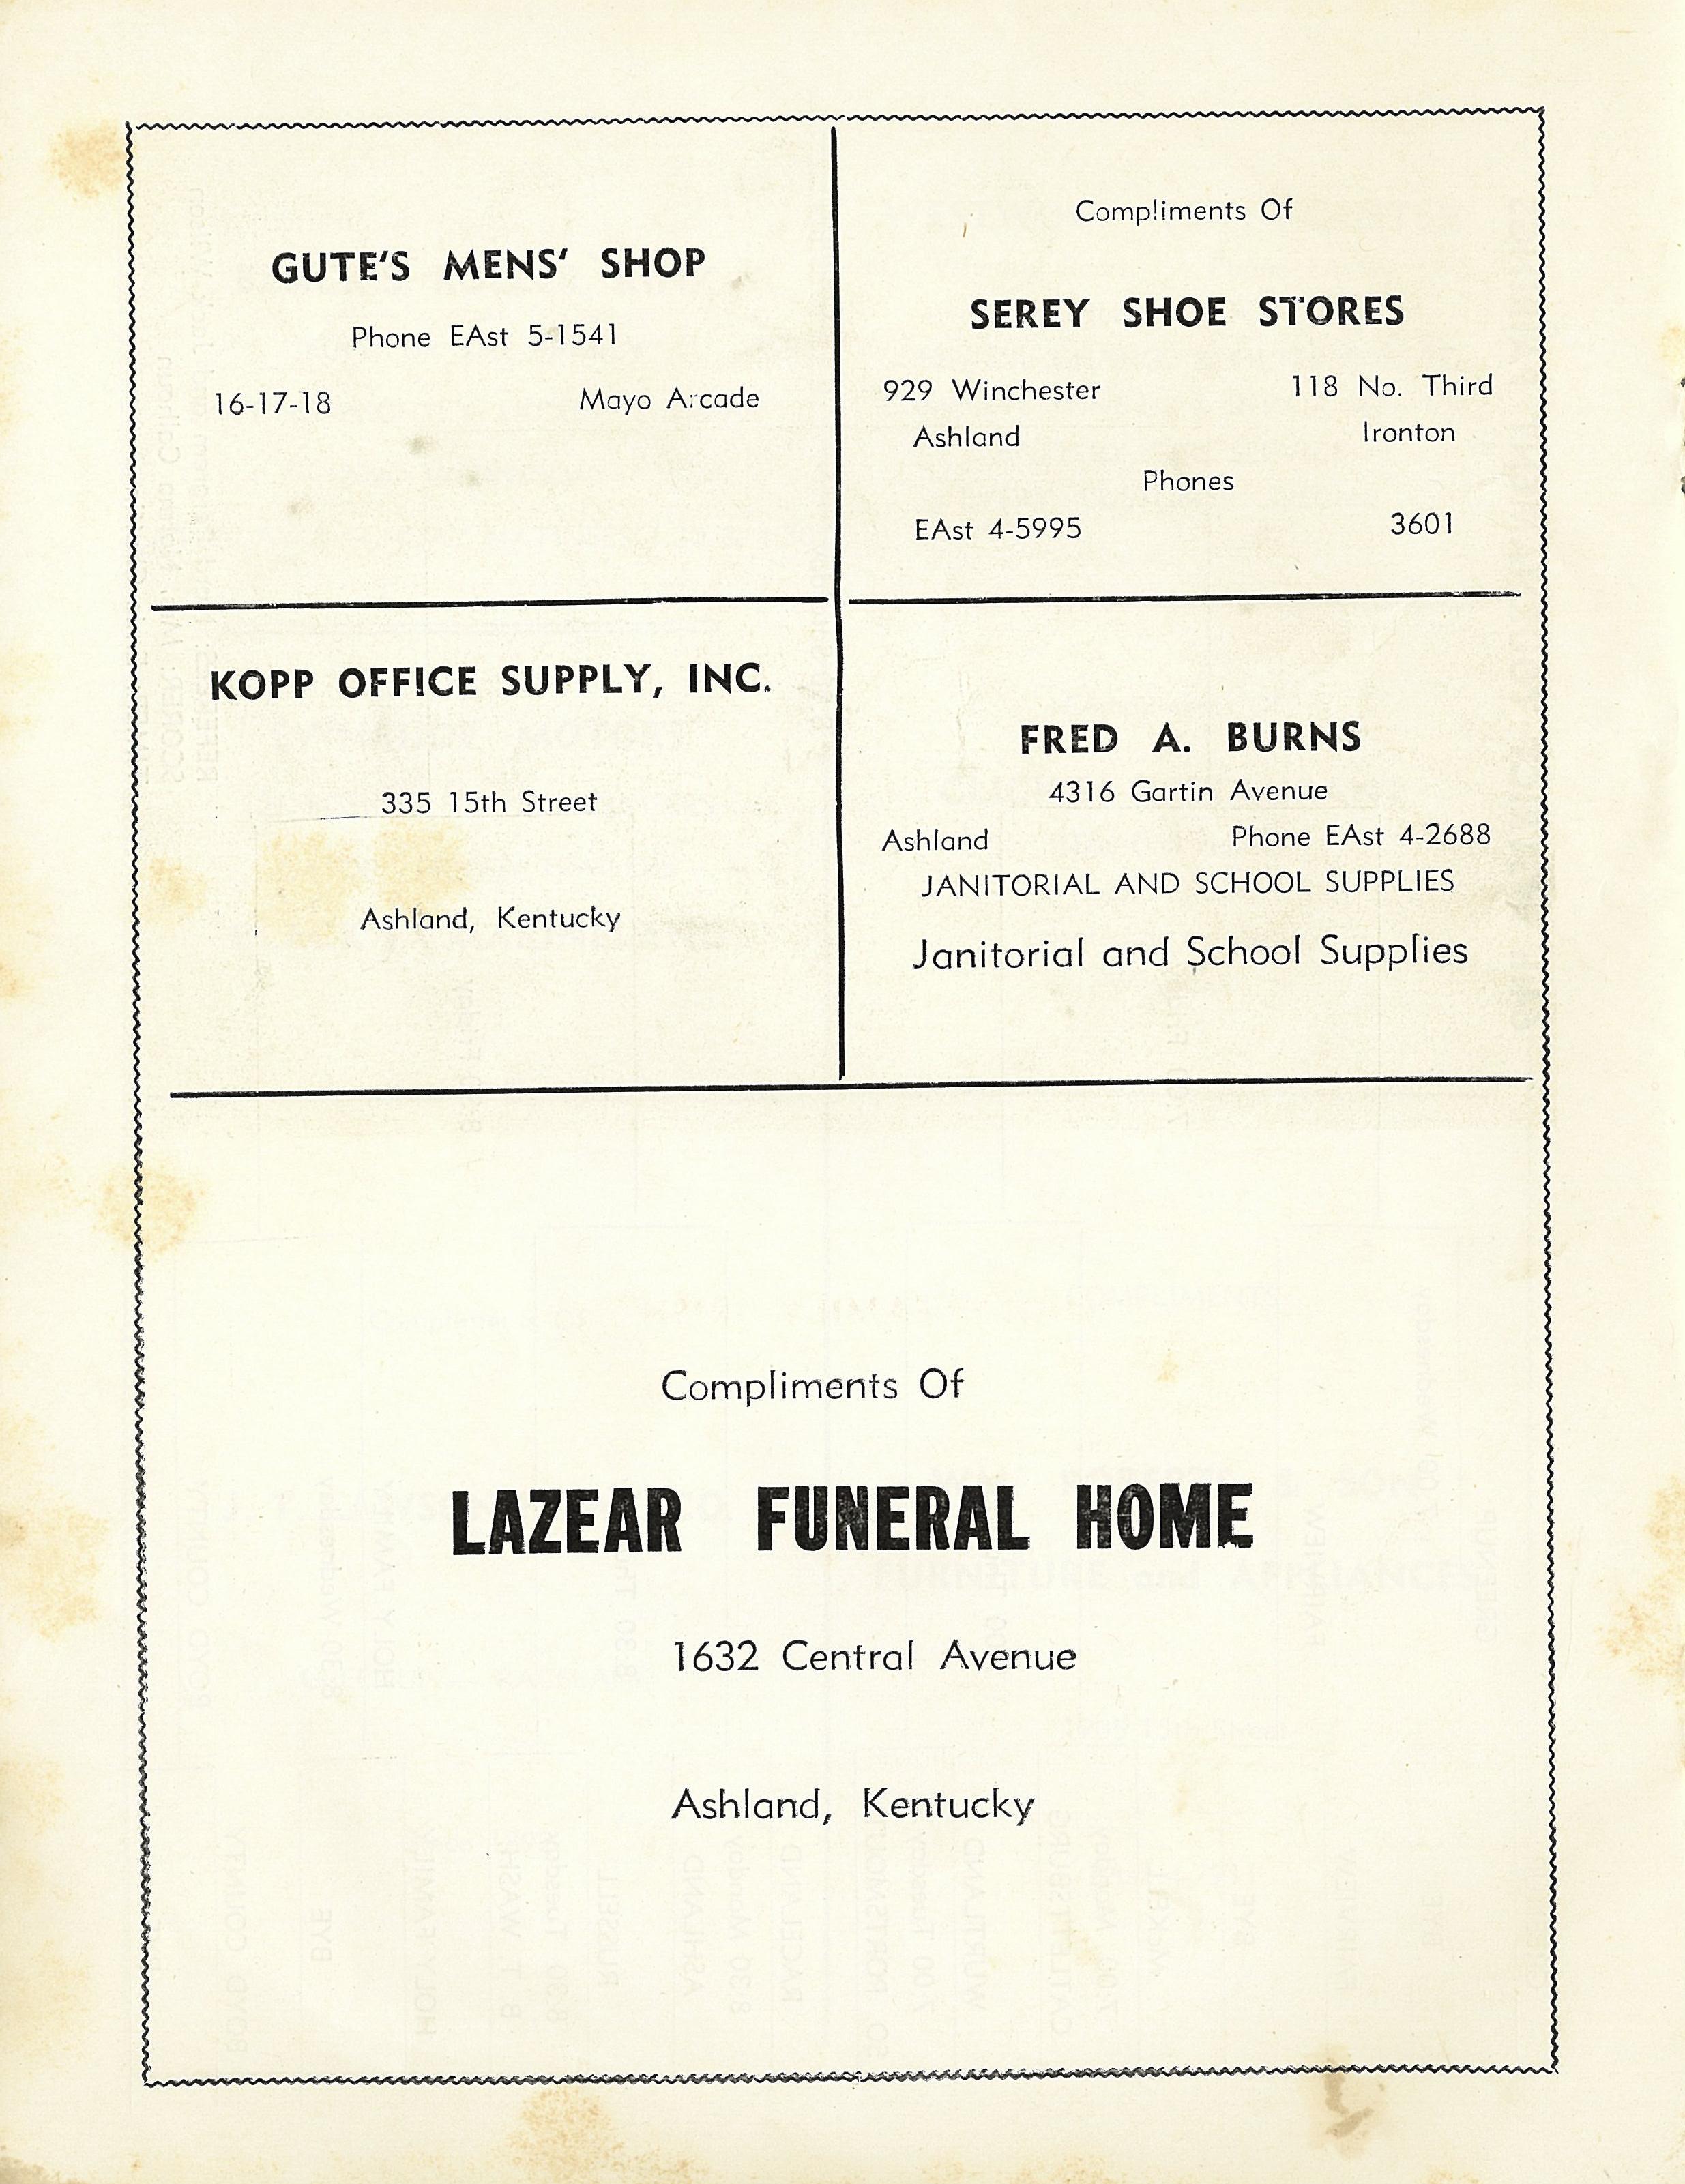 GUTE'S MENS' SHOP
Phone EAst 5-1541
16-17-18 Mayo Arcade
Compliments Of
SEREY SHOE STORES
929 Winchester 118 No. Third
Ashland Ironton
Phones
EAst 4-5995 3601
KOPP OFFICE SUPPLY, INC.
335 15th Street
Ashland, Kentucky
FRED A. BURNS
4316 Gartin Avenue
Ashland Phone EAst 4-2688
JANITORIAL AND SCHOOL SUPPLIES
Janitorial and School Supplies
Compliments Of
LAZEAR FUNERAL HOME
1632 Central Avenue
Ashland, Kentucky